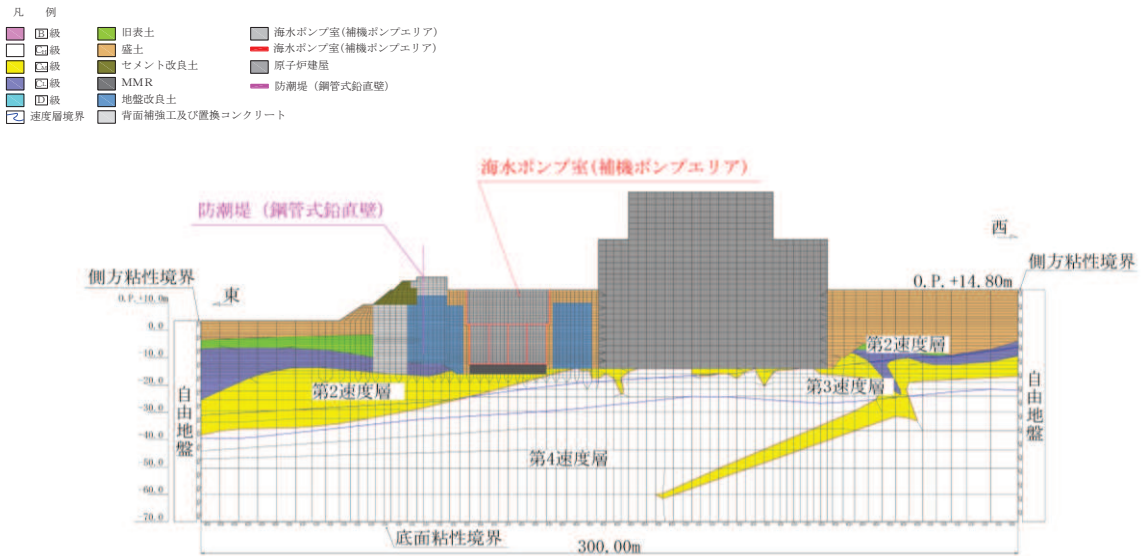 凡 例
B級 旧表土 海水ポンプ室(補機ポンプエリア)
CH級 盛土 海水ポンプ室(補機ポンプエリア)
CM級 セメント改良土 原子炉建屋
CL級 MMR 防潮堤(鋼管式鉛直壁)
D級 地盤改良土
速度層境界 背面補強工及び置換コンクリート
海水ポンプ室(補機ポンプエリア)
防潮堤(鋼管式鉛直壁)
西
側方粘性境界
側方粘性境界
O.P.+14.80m
東
O.P.+10.0m
0.0
-10.0
-20.0
-30.0
-40.0
-50.0
-60.0
-70.0
自由地盤
第2速度層
第2速度層
第3速度層
第4速度層
自由地盤
底面粘性境界
300.00m